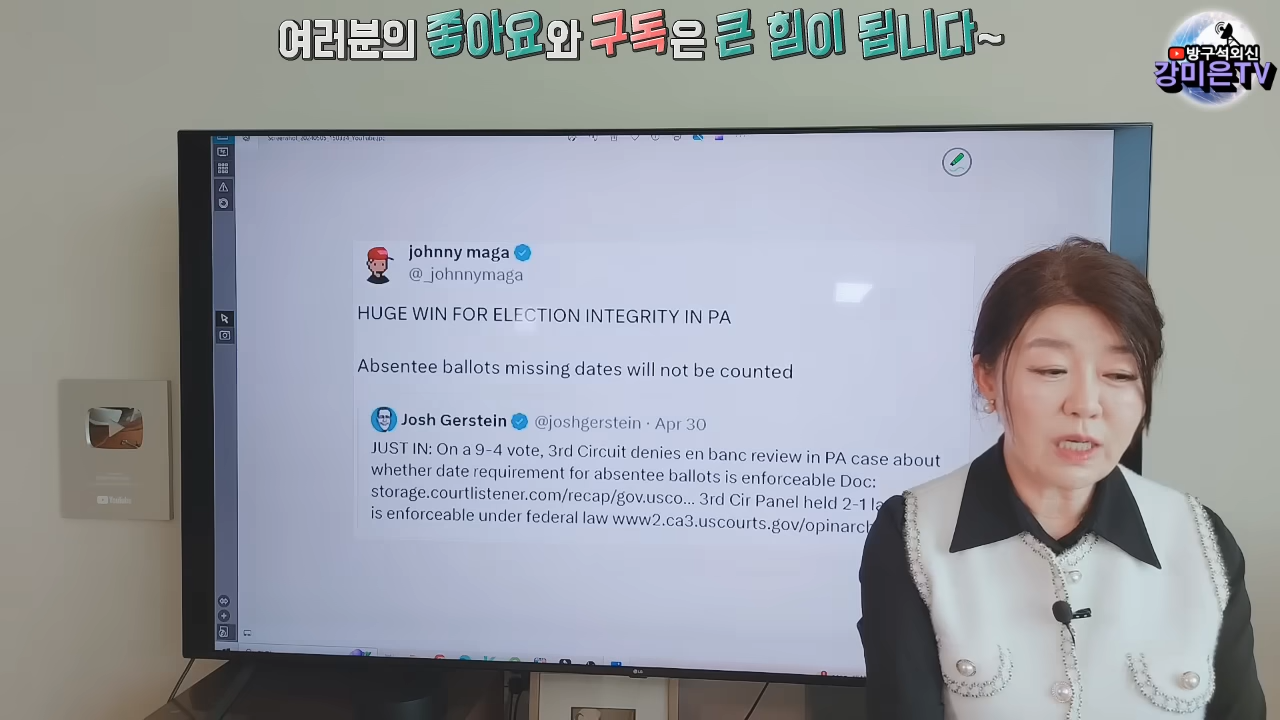 여러분의 좋아요와 구독은 큰 힘이 됩니다~
방구석외신
강미은TV
johnny maga
@_johnnymaga
HUGE WIN FOR ELECTION INTEGRITY IN PA
Absentee ballots missing dates will not be counted
Josh Gerstein @joshgerstein · Apr 30
JUST IN: On a 9-4 vote, 3rd Circuit denies en banc review in PA case about
whether date requirement for absentee ballots is enforceable Doc:
storage.courtlistener.com/recap/gov.usco... 3rd Cir Panel held 2-1
is enforceable under federal law www2.ca3.uscourts.gov/opinarch
YouTube
LG